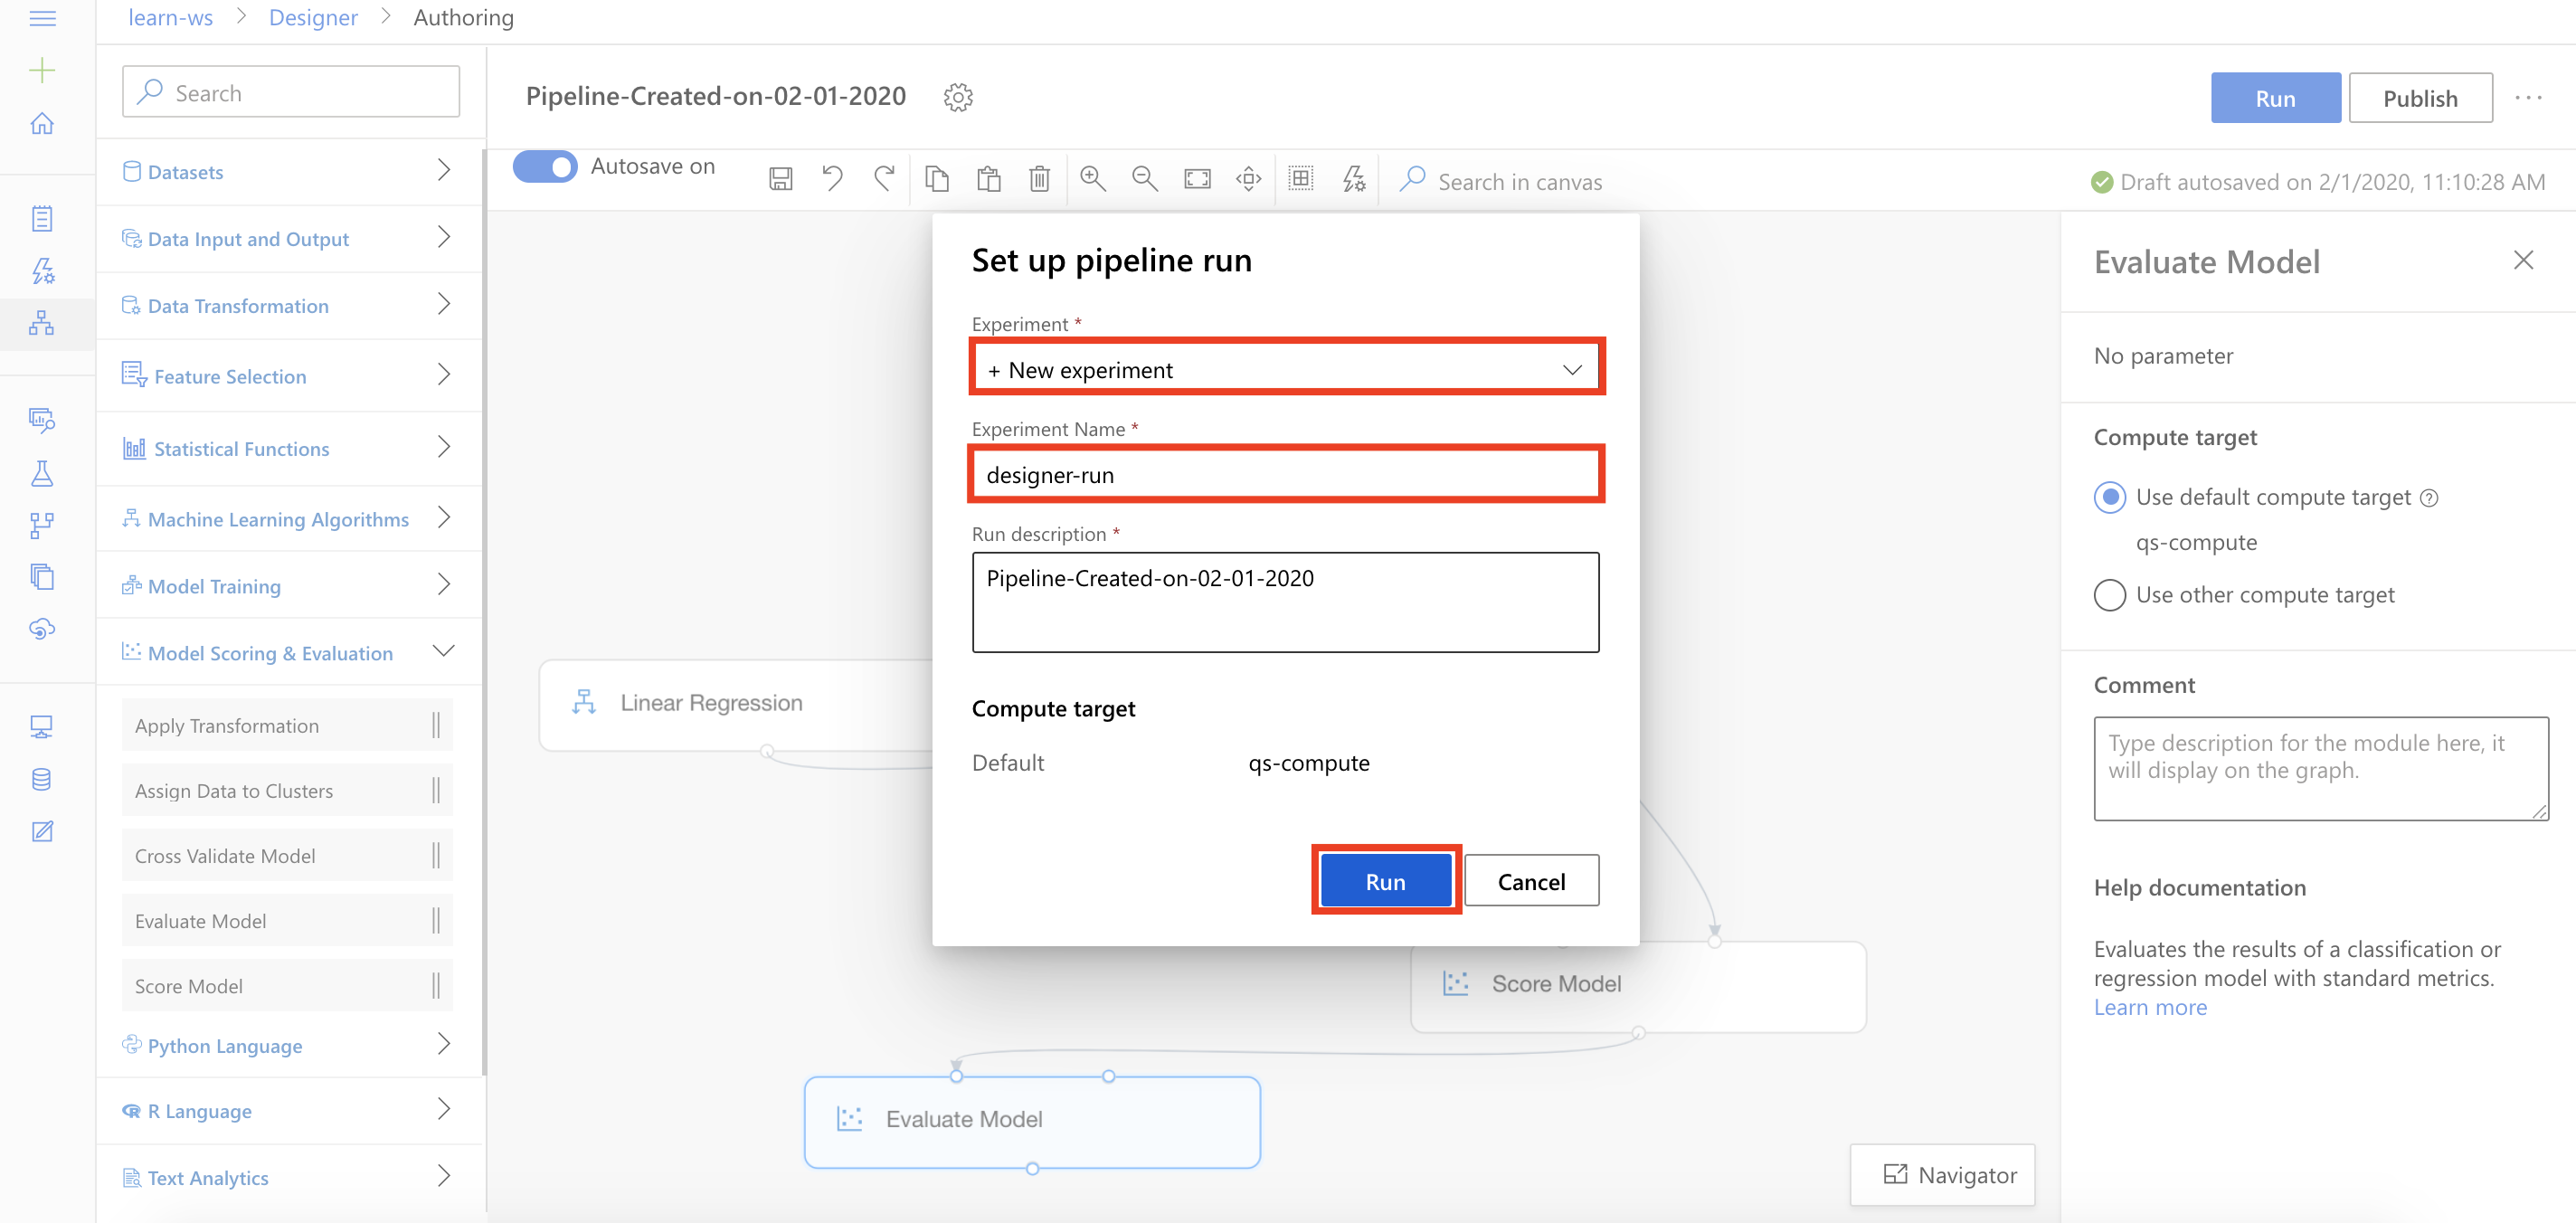 learn-ws > Designer > Authoring
Search
Datasets
Data Input and Output
Data Transformation
Feature Selection
Statistical Functions
Machine Learning Algorithms
Model Training
Model Scoring & Evaluation
Apply Transformation
Assign Data to Clusters
Cross Validate Model
Evaluate Model
Score Model
Python Language
R Language
Text Analytics
Pipeline-Created-on-02-01-2020
Run
Publish
...
Autosave on
Search in canvas
Draft autosaved on 2/1/2020, 11:10:28 AM
Linear Regression
Score Model
Evaluate Model
Navigator
Set up pipeline run
Experiment *
+ New experiment
Experiment Name *
designer-run
Run description *
Pipeline-Created-on-02-01-2020
Compute target
Default qs-compute
Run
Cancel
Evaluate Model
No parameter
Compute target
Use default compute target
qs-compute
Use other compute target
Comment
Type description for the module here, it
will display on the graph.
Help documentation
Evaluates the results of a classification or
regression model with standard metrics.
Learn more